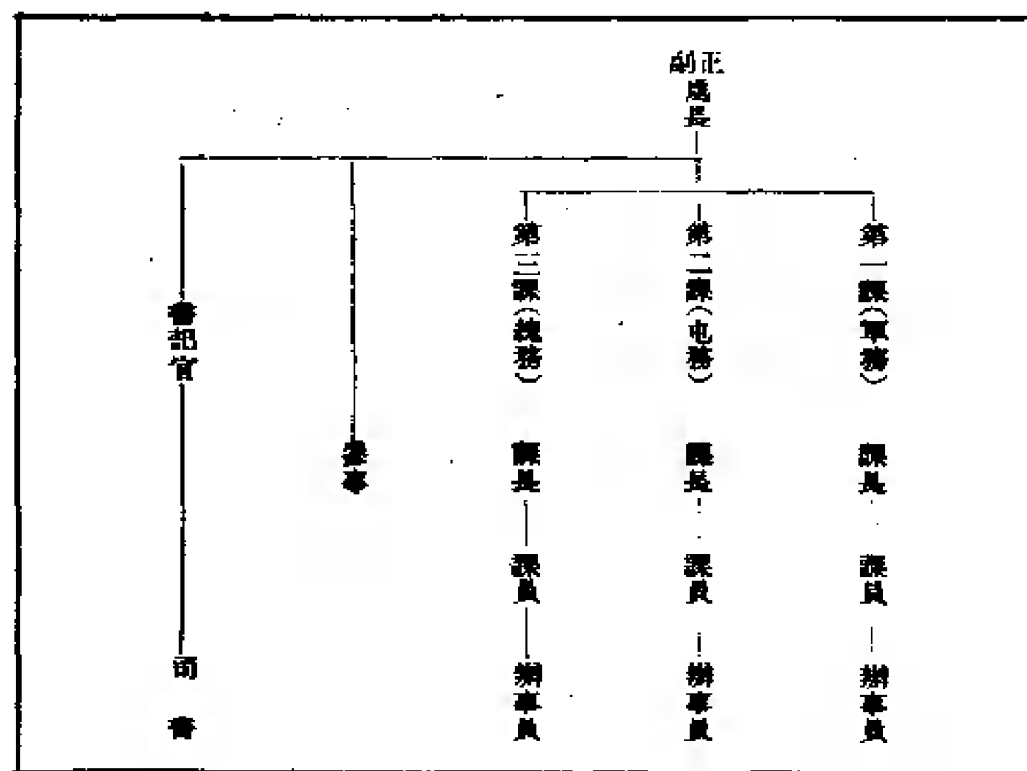 正副處長
第一課(軍務)
課長
課員
辦事員
第二課(屯務)
課長
課員
辦事員
第三課(務)
課長
課員
辦事員
參事
書記官
司書